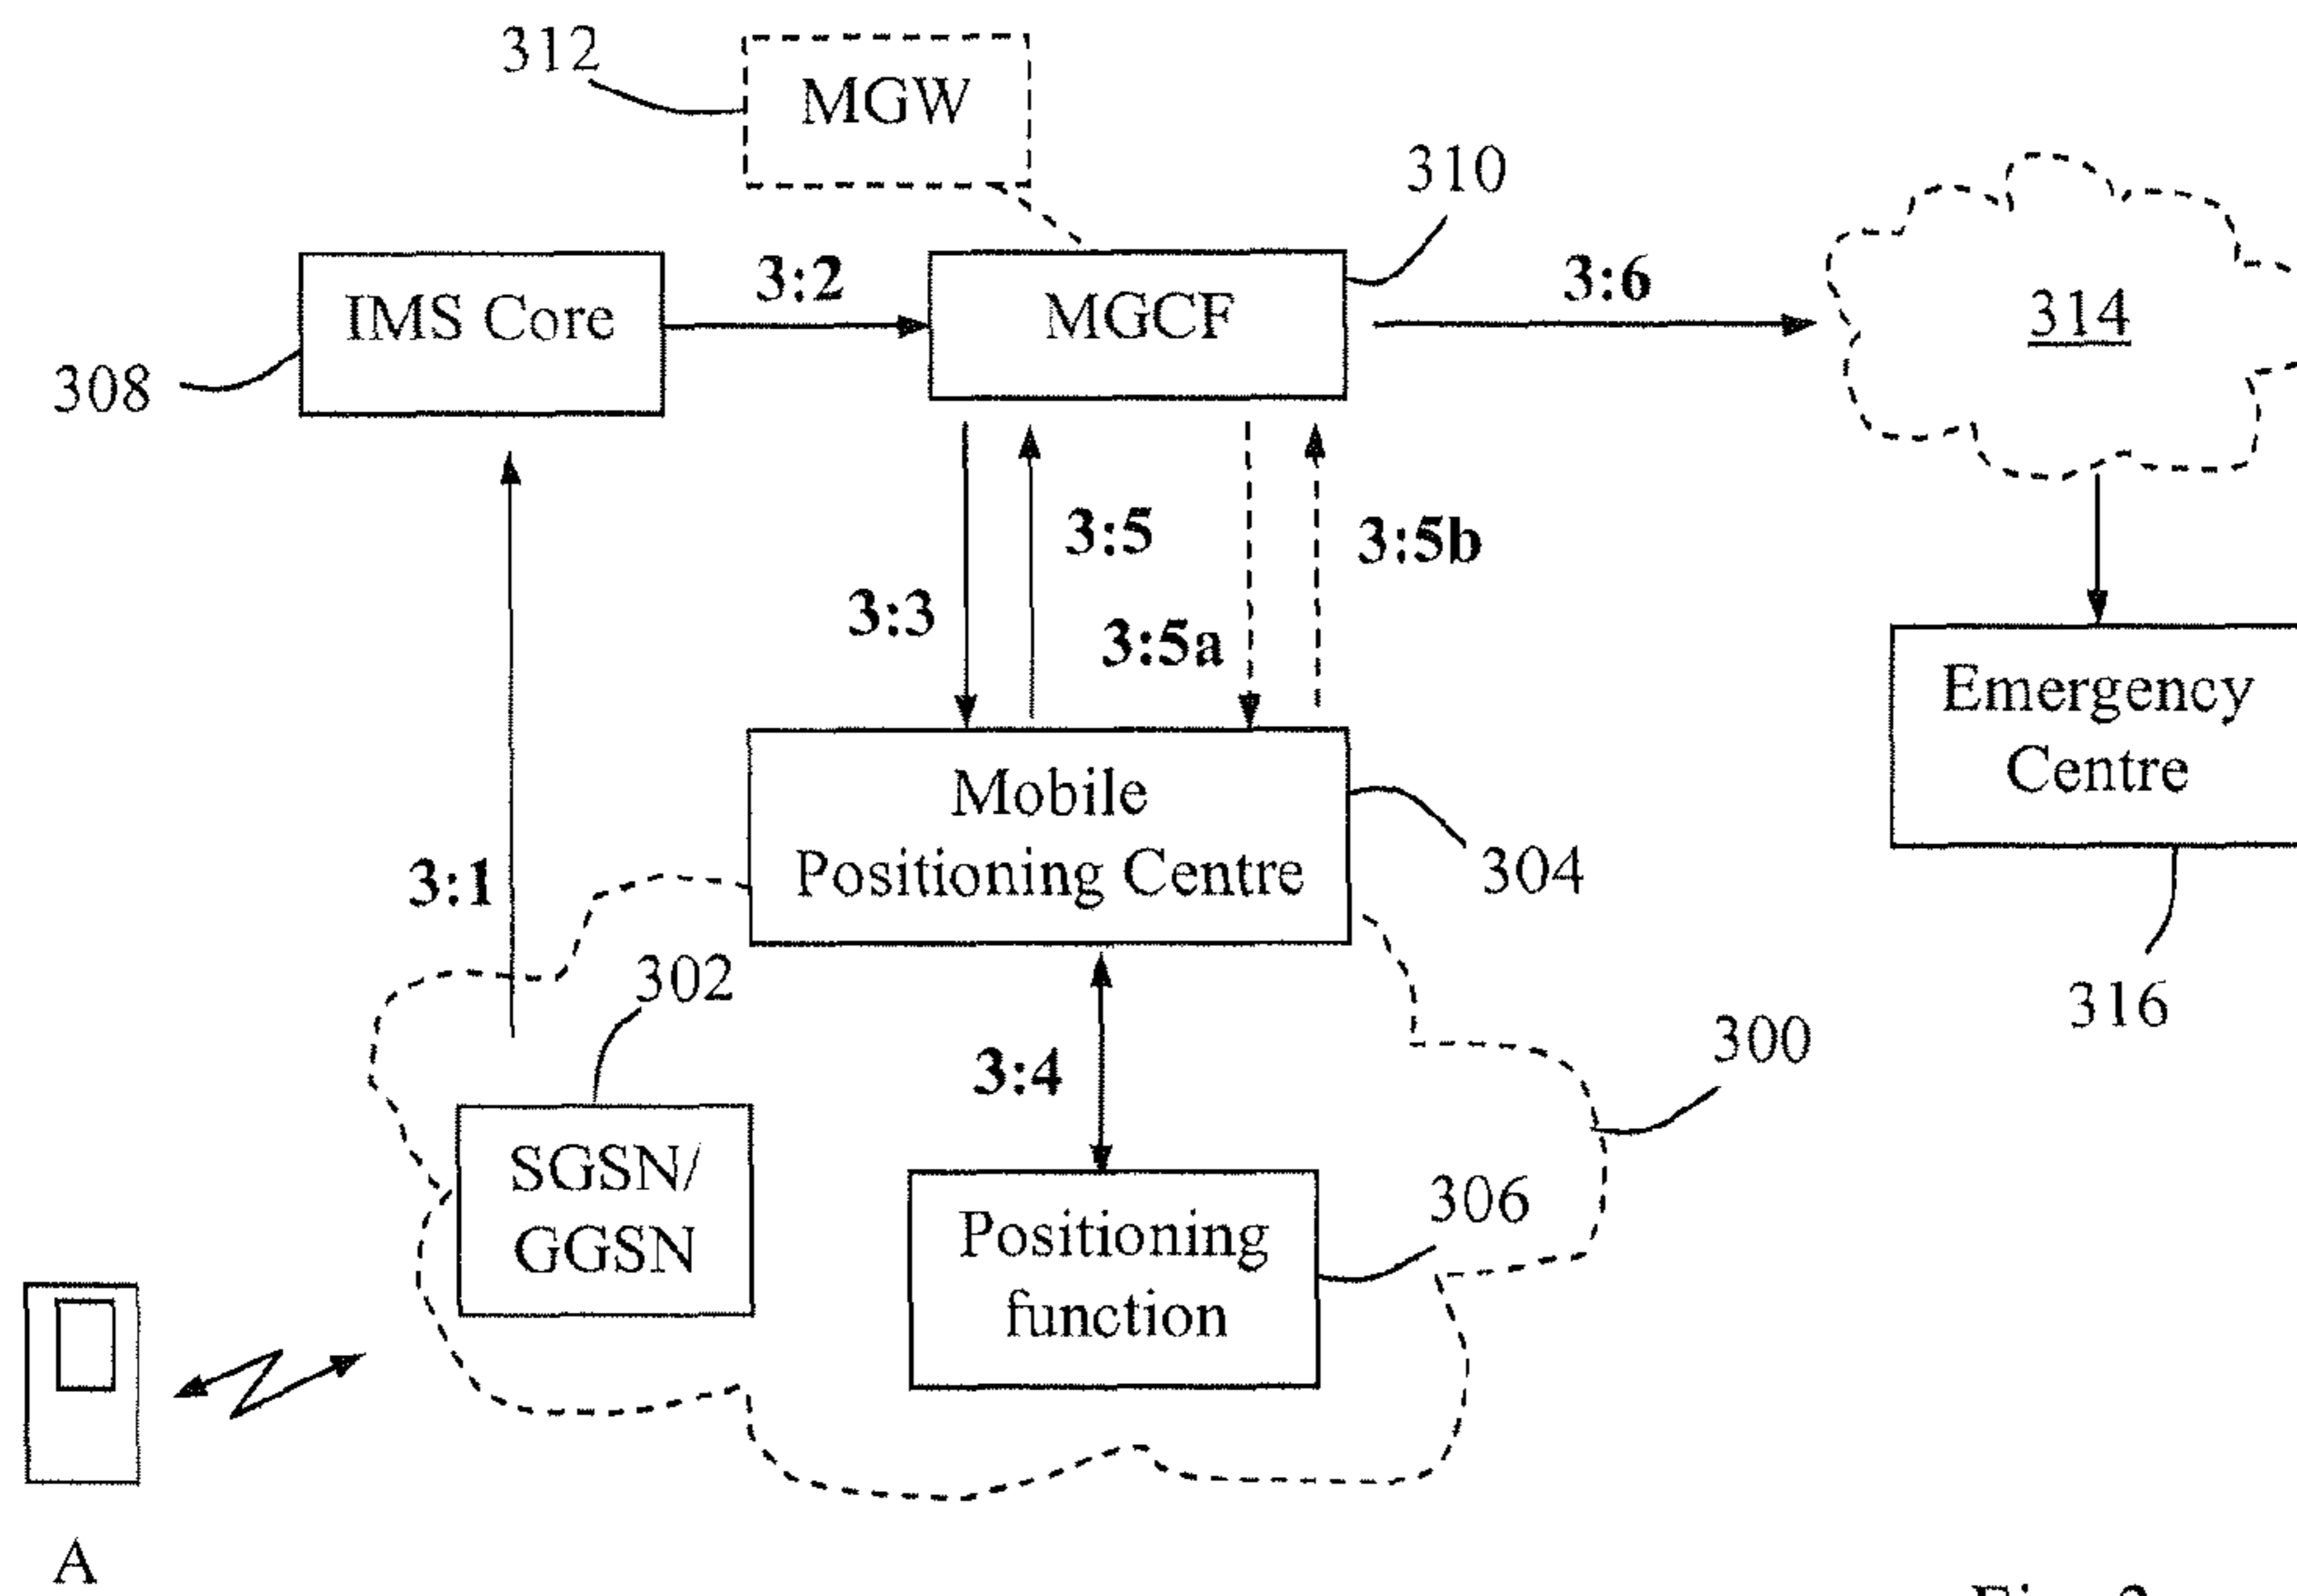 312
MGW
310
IMS Core
3:2
MGCF
3:6
314
308
3:5
3:5b
3:3
3:5a
Emergency
Centre
Mobile
Positioning Centre
304
3:1
302
316
300
3:4
SGSN/
GGSN
306
Positioning
function
A